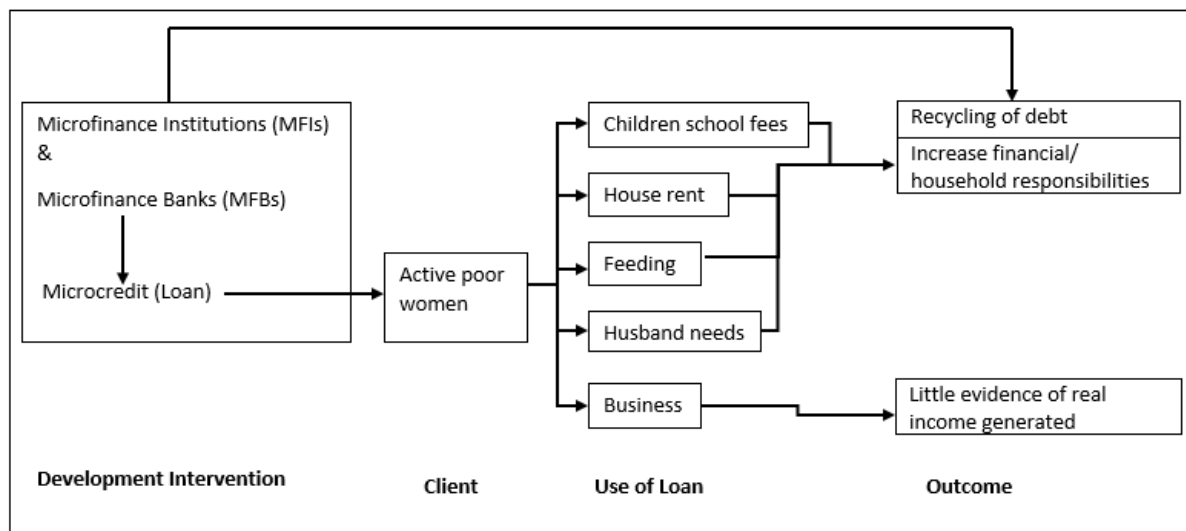 Microfinance Institutions (MFIs)
&
Microfinance Banks (MFBs)
Microcredit (Loan)
Active poor
women
Children school fees
House rent
Feeding
Husband needs
Business
Recycling of debt
Increase financial/
household responsibilities
Little evidence of real
income generated
Development Intervention
Client
Use of Loan
Outcome